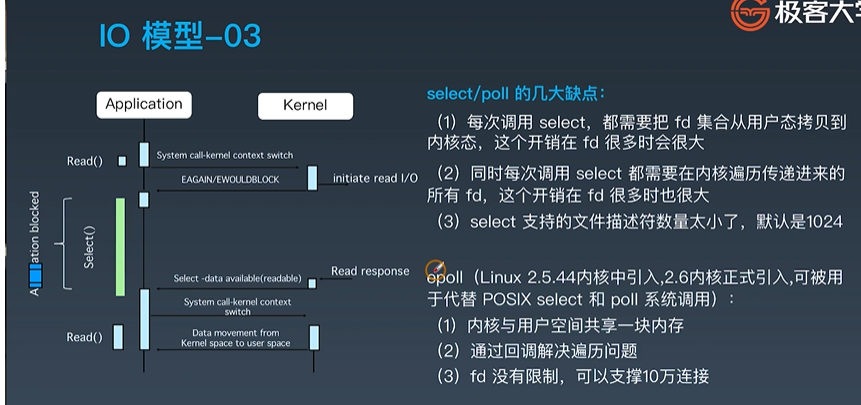 极客大学
IO 模型-03
Application
Kernel
select/poll 的几大缺点：
（1）每次调用 select，都需要把 fd 集合从用户态拷贝到
内核态，这个开销在 fd 很多时会很大
Read()
System call-kernel context switch
EAGAIN/EWOULDBLOCK
initiate read I/O
（2）同时每次调用 select 都需要在内核遍历传递进来的
所有 fd，这个开销在 fd 很多时也很大
（3）select 支持的文件描述符数量太小了，默认是1024
ation blocked
Select()
Select -data available(readable)
Read response
epoll（Linux 2.5.44内核中引入,2.6内核正式引入,可被用
于代替 POSIX select 和 poll 系统调用）：
System call-kernel context
switch
（1）内核与用户空间共享一块内存
Read()
Data movement from
Kernel space to user space
（2）通过回调解决遍历问题
（3）fd 没有限制，可以支撑10万连接